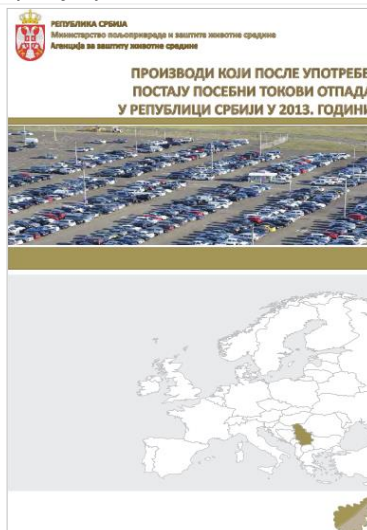 РЕПУБЛИКА СРБИЈА
Министарство пољопривреде и заштите животне средине
Агенција за заштиту животне средине
ПРОИЗВОДИ КОЈИ ПОСЛЕ УПОТРЕБЕ
ПОСТАЈУ ПОСЕБНИ ТОКОВИ ОТПАДА
У РЕПУБЛИЦИ СРБИЈИ У 2013. ГОДИНИ